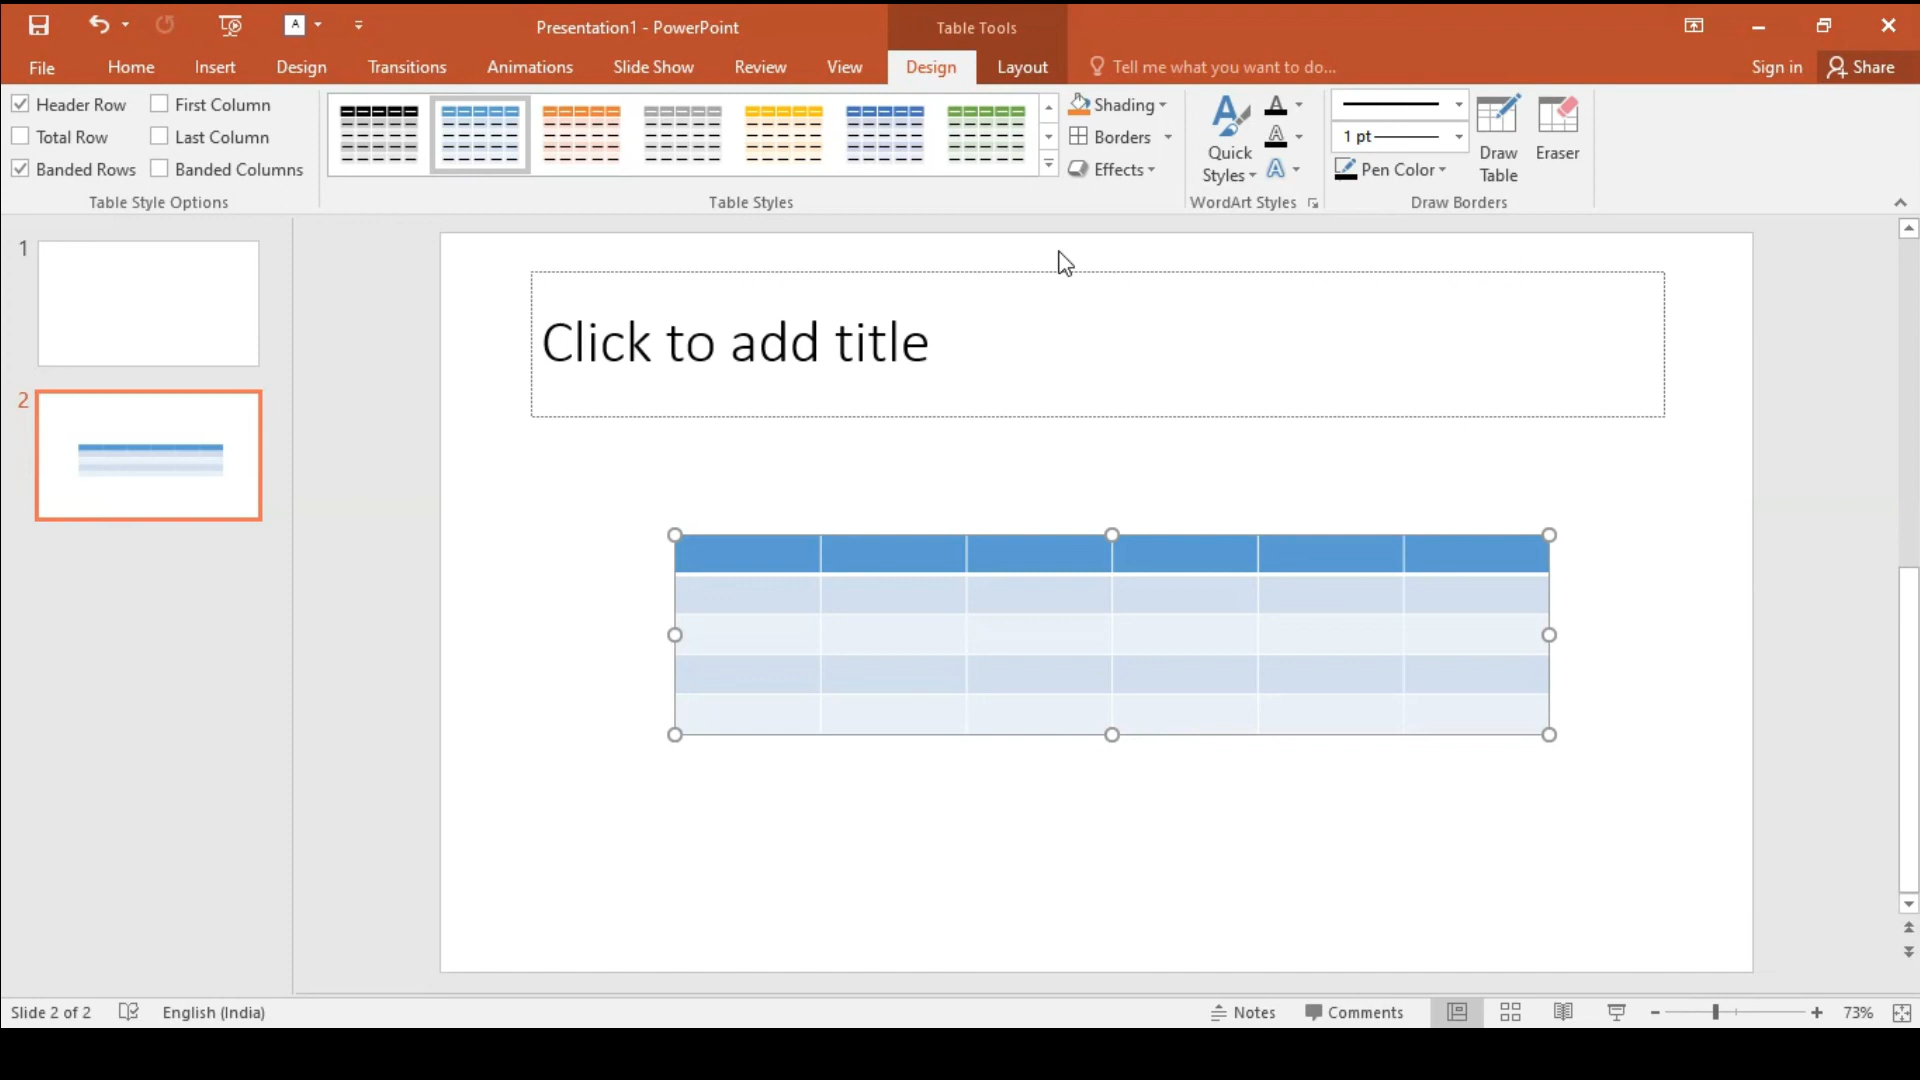 A
Presentation1 - PowerPoint
Table Tools
File
Home
Insert
Design
Transitions
Animations
Slide Show
Review
View
Design
Layout
Tell me what you want to do...
Sign in
Share
Header Row
First Column
Total Row
Last Column
Banded Rows
Banded Columns
Table Style Options
Table Styles
Shading
Borders
Effects
A
Quick
Styles
A
A
A
WordArt Styles
1 pt
Pen Color
Draw
Table
Eraser
Draw Borders
1
2
Click to add title
Slide 2 of 2
English (India)
Notes
Comments
73%